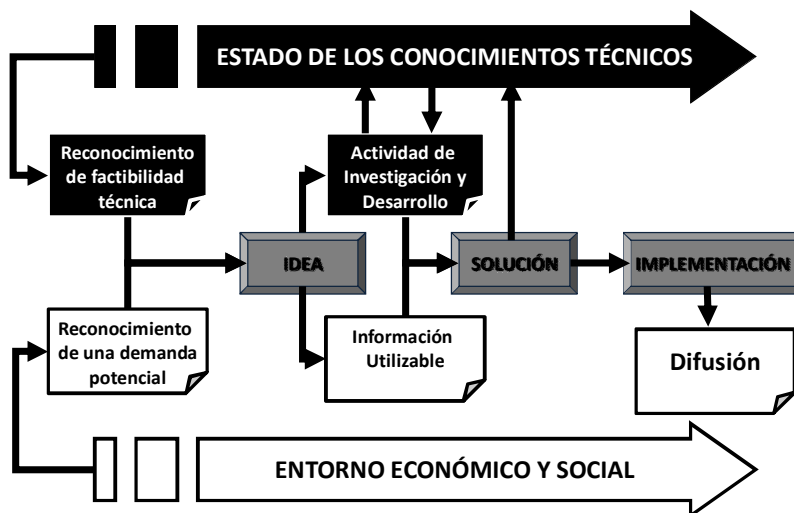 ESTADO DE LOS CONOCIMIENTOS TÉCNICOS
Reconocimiento
de factibilidad
técnica
Actividad de
Investigación y
Desarrollo
IDEA
SOLUCIÓN
IMPLEMENTACIÓN
Reconocimiento
de una demanda
potencial
Información
Utilizable
Difusión
ENTORNO ECONÓMICO Y SOCIAL